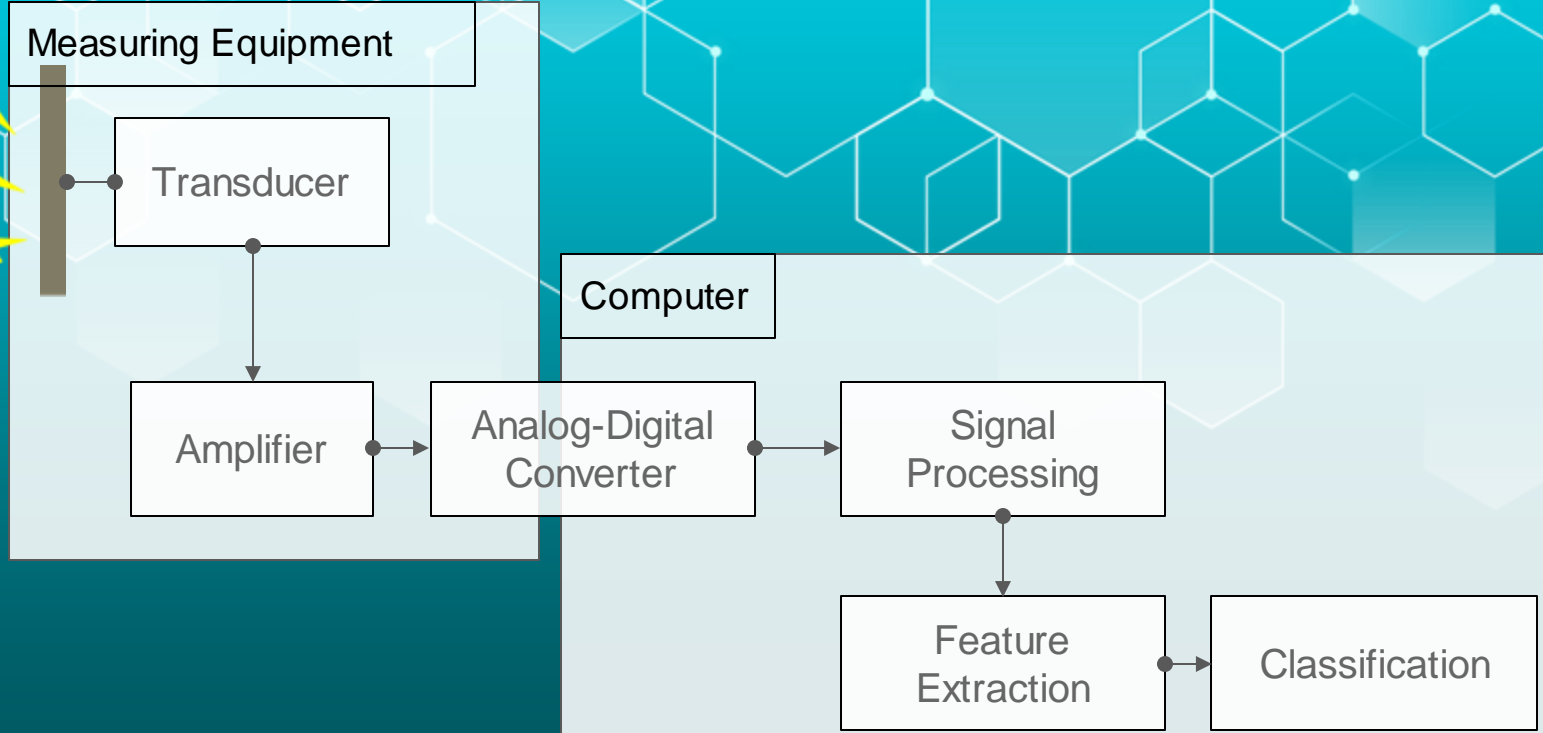 Measuring Equipment
Transducer
Computer
Amplifier
Analog-Digital
Converter
Signal
Processing
Feature
Extraction
Classification